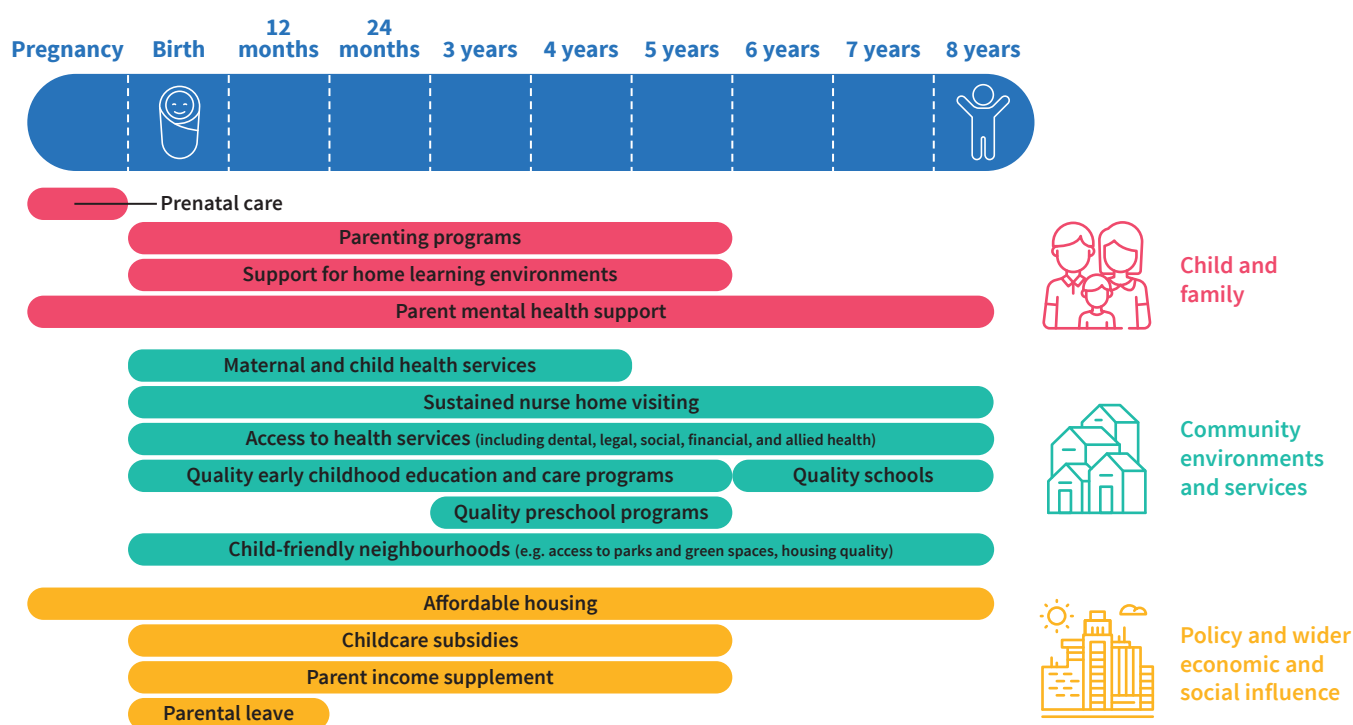 Pregnancy
Birth
12
months
24
months
3 years
4 years
5 years
6 years
7 years
8 years
Prenatal care
Parenting programs
Support for home learning environments
Parent mental health support
Child and
family
Maternal and child health services
Sustained nurse home visiting
Access to health services (including dental, legal, social, financial, and allied health)
Quality early childhood education and care programs
Quality schools
Quality preschool programs
Child-friendly neighbourhoods (e.g. access to parks and green spaces, housing quality)
Community
environments
and services
Affordable housing
Childcare subsidies
Parent income supplement
Parental leave
Policy and wider
economic and
social influence